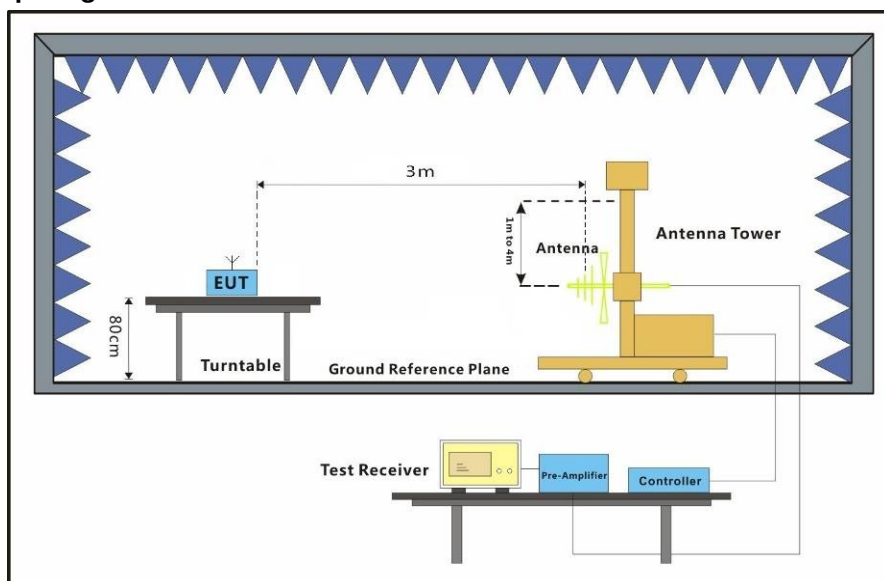 3m
1m to 4m
Antenna
Antenna Tower
EUT
80cm
Turntable
Ground Reference Plane
Test Receiver
Pre-Amplifier
Controller